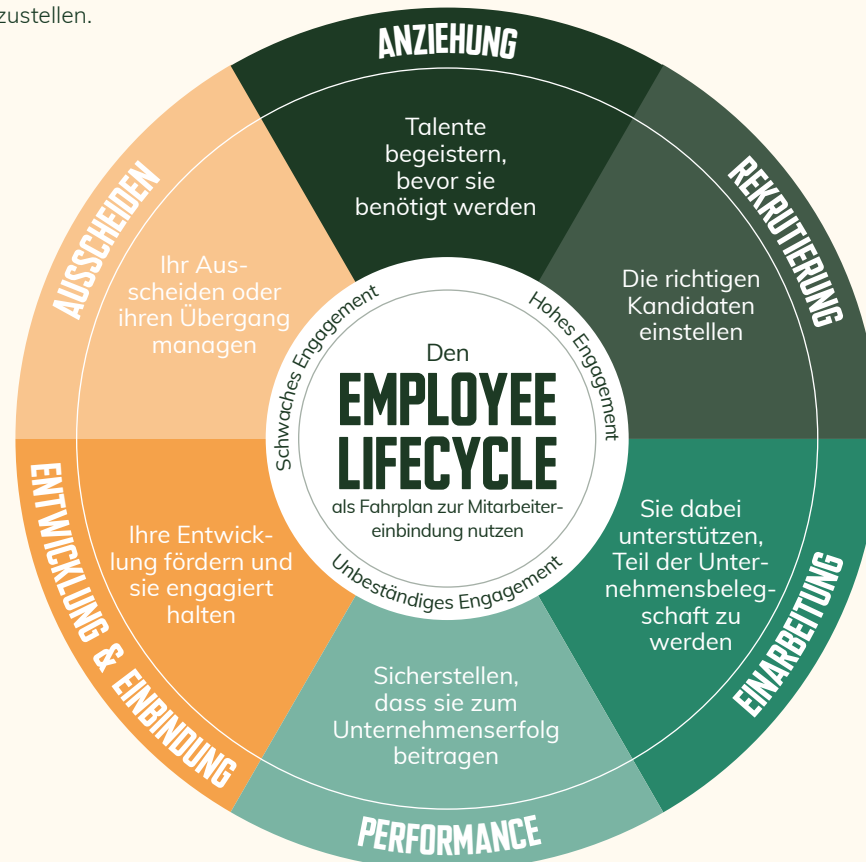 zustellen.
ANZIEHUNG
Talente
begeistern,
bevor sie
benötigt werden
REKRUTIERUNG
Die richtigen
Kandidaten
einstellen
EINARBEITUNG
Sie dabei
unterstützen,
Teil der Unter-
nehmensbeleg-
schaft zu
werden
PERFORMANCE
Sicherstellen,
dass sie zum
Unternehmenserfolg
beitragen
ENTWICKLUNG & EINBINDUNG
Ihre Entwick-
lung fördern und
sie engagiert
halten
AUSSCHEIDEN
Ihr Aus-
scheiden oder
ihren Übergang
managen
Hohes Engagement
Unbeständiges Engagement
Schwaches Engagement
Den
EMPLOYEE
LIFECYCLE
als Fahrplan zur Mitarbeiter-
einbindung nutzen